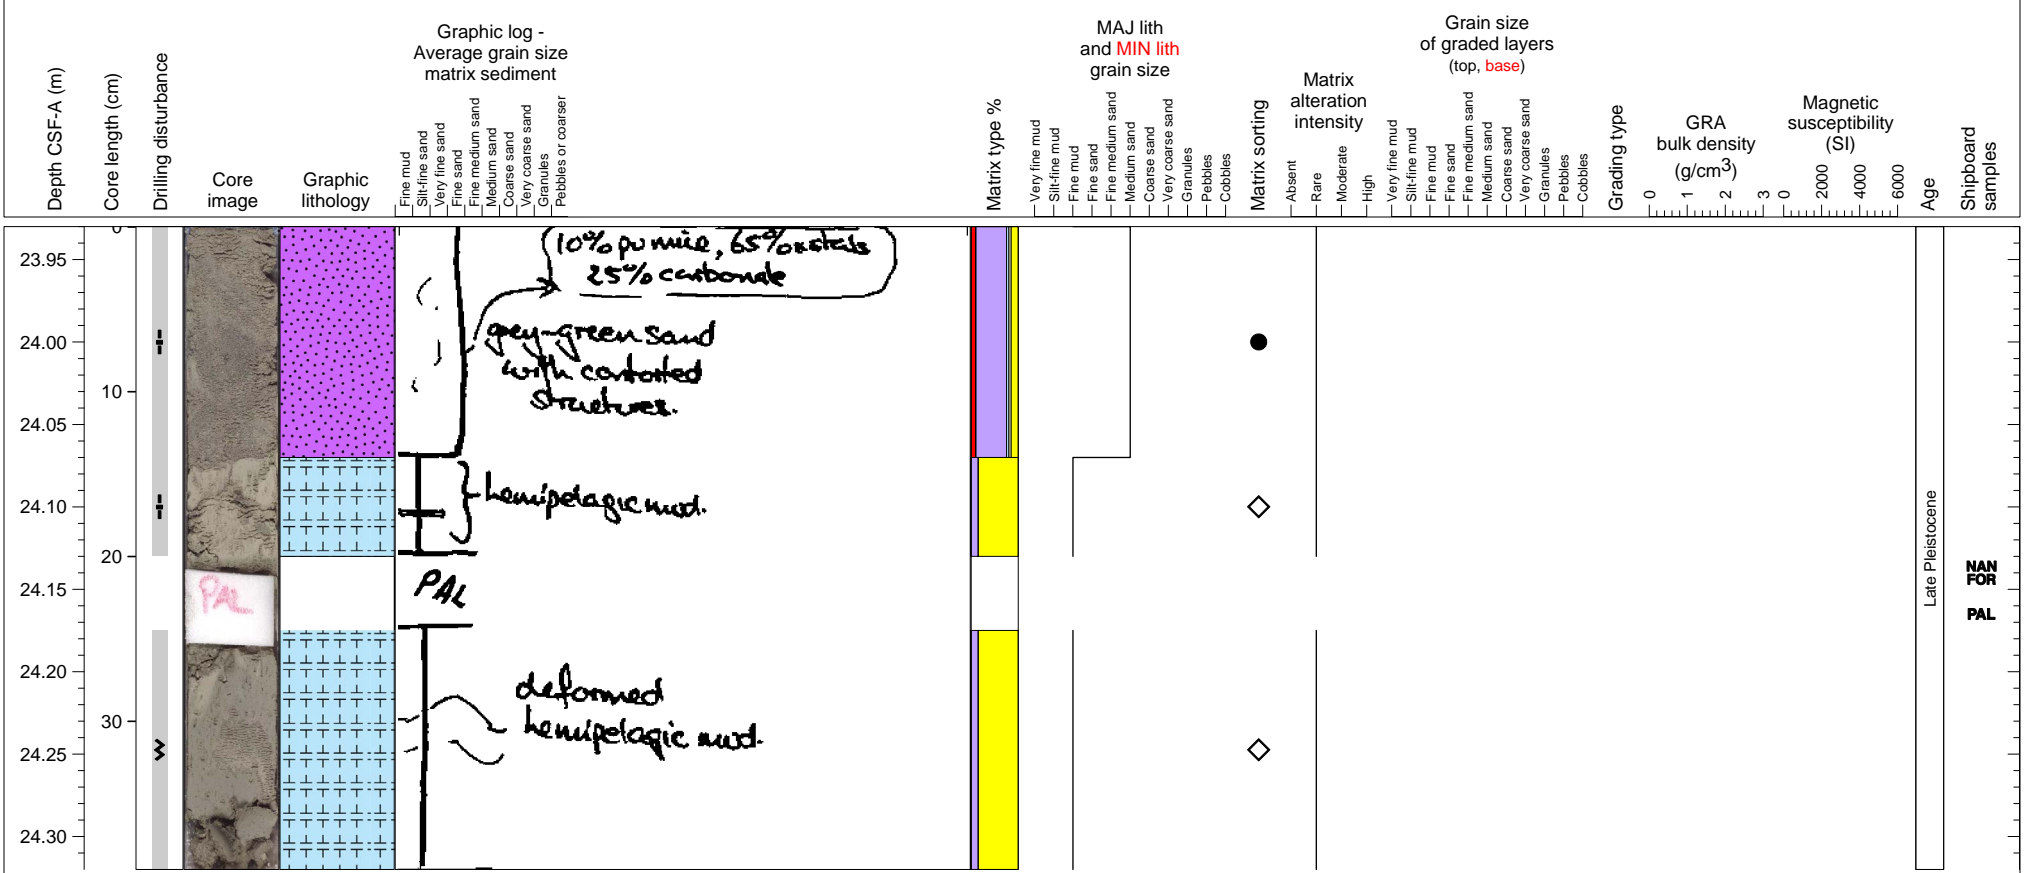 Depth CSF-A (m)
Core length (cm)
Drilling disturbance
Core
image
Graphic
lithology
Graphic log -
Average grain size
matrix sediment
Fine mud
Silt-fine sand
Very fine sand
Fine sand
Fine medium sand
Medium sand
Coarse sand
Very coarse sand
Granules
Pebbles or coarser
Matrix type %
MAJ lith
and MIN lith
grain size
Very fine mud
Silt-fine mud
Fine mud
Fine sand
Fine medium sand
Medium sand
Coarse sand
Very coarse sand
Granules
Pebbles
Cobbles
Matrix sorting
Matrix
alteration
intensity
Absent
Rare
Moderate
High
Grain size
of graded layers
(top, base)
Very fine mud
Silt-fine mud
Fine mud
Fine sand
Fine medium sand
Medium sand
Coarse sand
Very coarse sand
Granules
Pebbles
Cobbles
Grading type
GRA
bulk density
(g/cm3)
0 1 2 3
Magnetic
susceptibility
(SI)
0 2000 4000 6000
Age
Shipboard
samples
23.95
24.00
24.05
24.10
24.15
24.20
24.25
24.30
0
10
20
30
PAL
10% pumice, 65% xstals
25% carbonate
grey-green sand
with contorted
structures.
hemipelagic mud.
PAL
deformed
hemipelagic mud.
Late Pleistocene
NAN
FOR
PAL